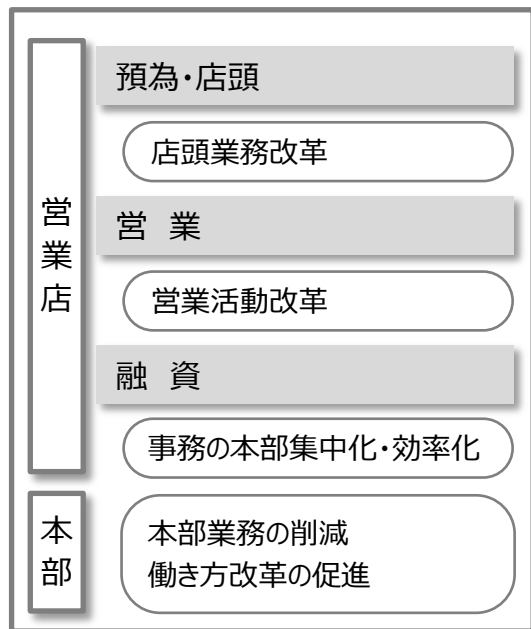 営業店
預為・店頭
店頭業務改革
営 業
営業活動改革
融 資
事務の本部集中化・効率化
本部
本部業務の削減
働き方改革の促進